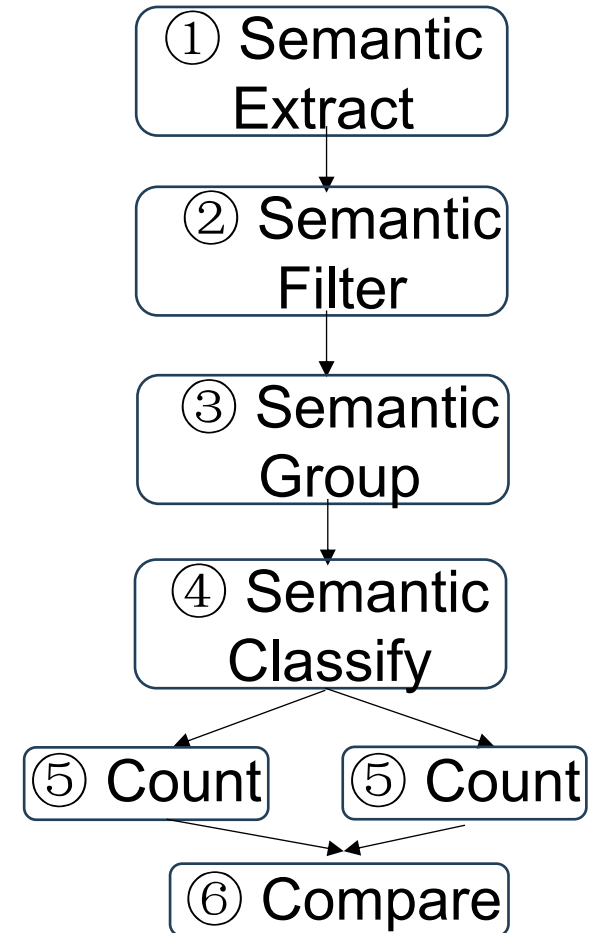 ① Semantic
Extract
② Semantic
Filter
③ Semantic
Group
④ Semantic
Classify
⑤ Count
⑤ Count
⑥ Compare